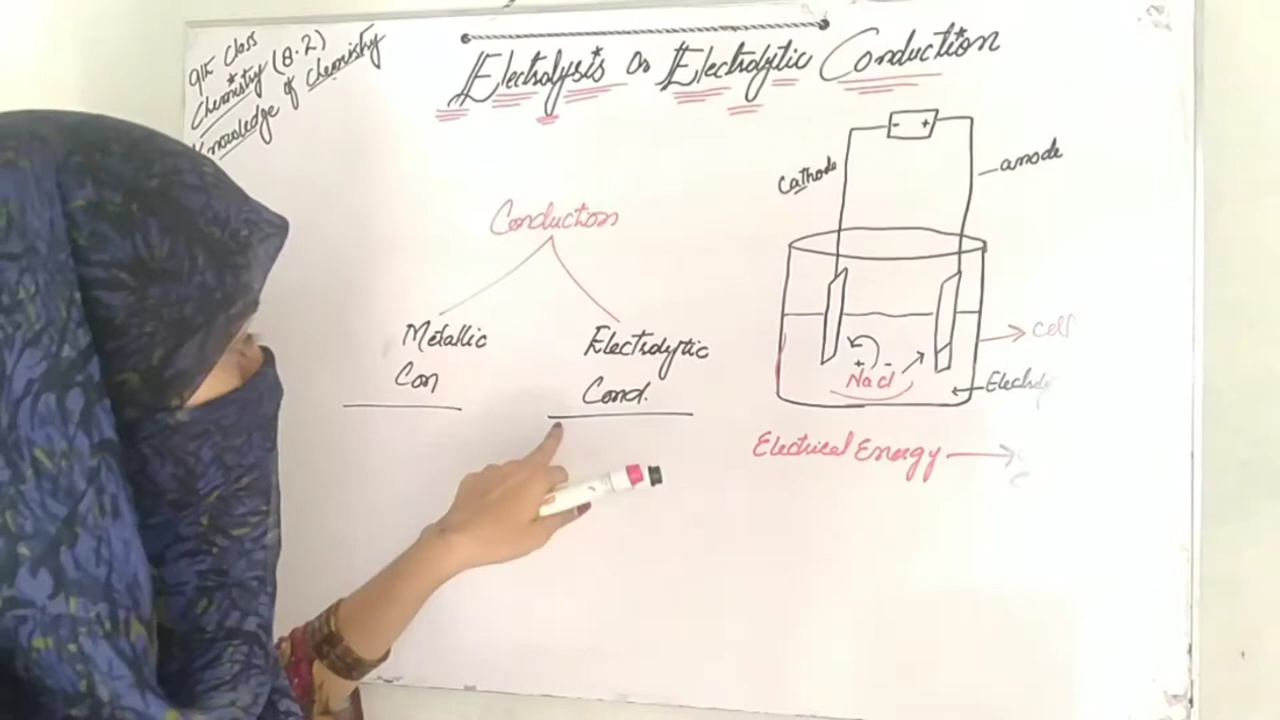 9th Class
Chemistry (8.2)
Knowledge of Chemistry
Electrolysis or Electrolytic Conduction
- +
Cathode
anode
Conduction
Metallic
Con
Electrolytic
Cond.
cell
+ -
NaCl
Electrical Energy